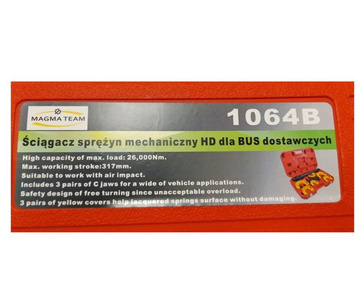 MAGMA TEAM
1064B
Ściągacz sprężyn mechaniczny HD dla BUS dostawczych
High capacity of max. load: 26,000Nm.
Max. working stroke:317mm.
Suitable to work with air impact.
Includes 3 pairs of C jaws for a wide of vehicle applications.
Safety design of free turning since unacceptable overload.
3 pairs of yellow covers help lacquered springs surface without damaging.